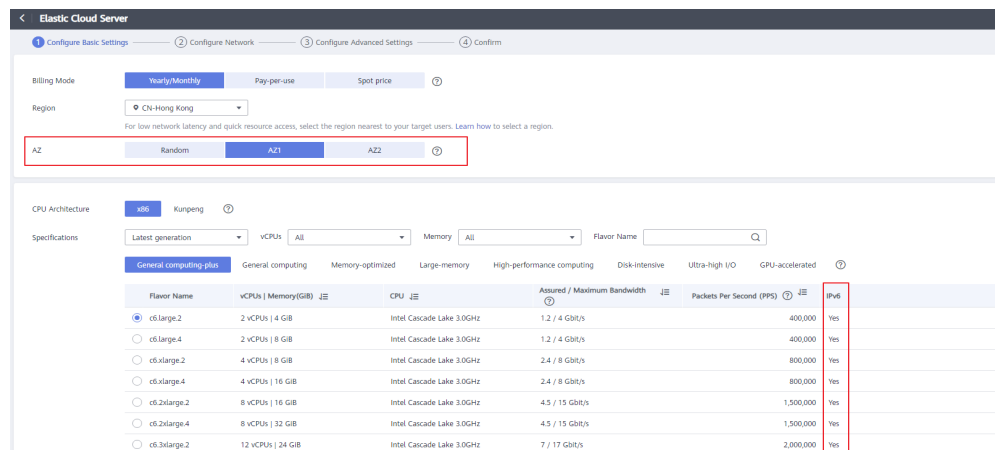 Elastic Cloud Server
1 Configure Basic Settings 2 Configure Network 3 Configure Advanced Settings 4 Confirm
Billing Mode Yearly/Monthly Pay-per-use Spot price ?
Region CN-Hong Kong
For low network latency and quick resource access, select the region nearest to your target users. Learn how to select a region.
AZ Random AZ1 AZ2 ?
CPU Architecture x86 Kunpeng ?
Specifications Latest generation vCPUs All Memory All Flavor Name
General computing-plus General computing Memory-optimized Large-memory High-performance computing Disk-intensive Ultra-high I/O GPU-accelerated ?
Flavor Name vCPUs | Memory(GiB) CPU Assured / Maximum Bandwidth ? Packets Per Second (PPS) ? IPv6
c6.large.2 2 vCPUs | 4 GiB Intel Cascade Lake 3.0GHz 1.2 / 4 Gbit/s 400,000 Yes
c6.large.4 2 vCPUs | 8 GiB Intel Cascade Lake 3.0GHz 1.2 / 4 Gbit/s 400,000 Yes
c6.xlarge.2 4 vCPUs | 8 GiB Intel Cascade Lake 3.0GHz 2.4 / 8 Gbit/s 800,000 Yes
c6.xlarge.4 4 vCPUs | 16 GiB Intel Cascade Lake 3.0GHz 2.4 / 8 Gbit/s 800,000 Yes
c6.2xlarge.2 8 vCPUs | 16 GiB Intel Cascade Lake 3.0GHz 4.5 / 15 Gbit/s 1,500,000 Yes
c6.2xlarge.4 8 vCPUs | 32 GiB Intel Cascade Lake 3.0GHz 4.5 / 15 Gbit/s 1,500,000 Yes
c6.3xlarge.2 12 vCPUs | 24 GiB Intel Cascade Lake 3.0GHz 7 / 17 Gbit/s 2,000,000 Yes